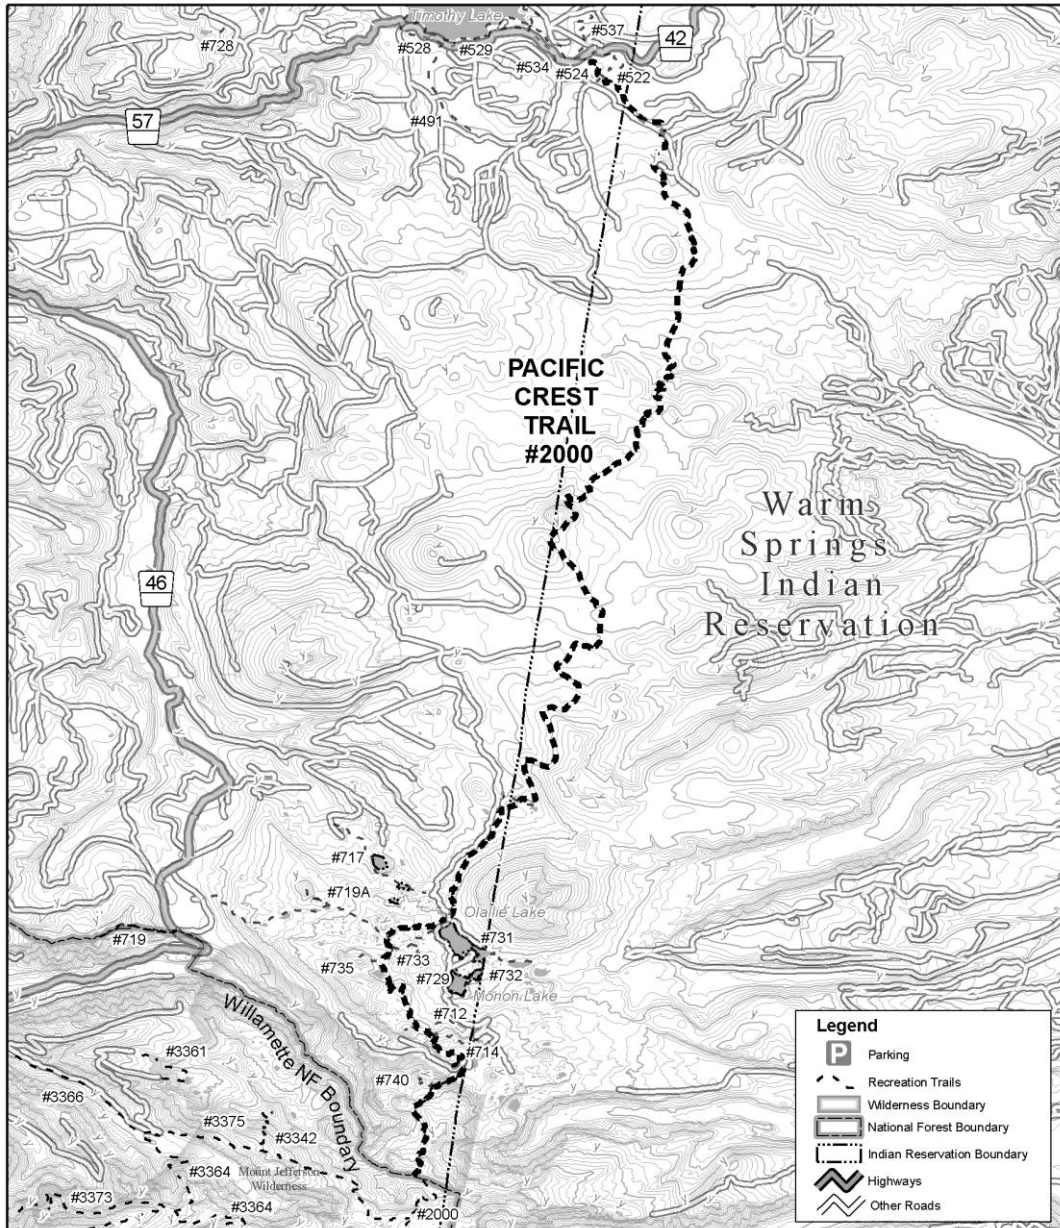 Timothy Lake
#537
42
#728
#528
#529
#534
#524
#522
57
#491
PACIFIC
CREST
TRAIL
#2000
Warm
Springs
Indian
Reservation
46
#717
#719A
Olallie Lake
#719
#731
#733
#735
#729
#732
Monon Lake
#712
#714
#740
Willamette NF Boundary
#3361
#3366
#3375
#3342
#3364
Mount Jefferson
Wilderness
#3373
#3364
#2000
Legend
P Parking
Recreation Trails
Wilderness Boundary
National Forest Boundary
Indian Reservation Boundary
Highways
Other Roads